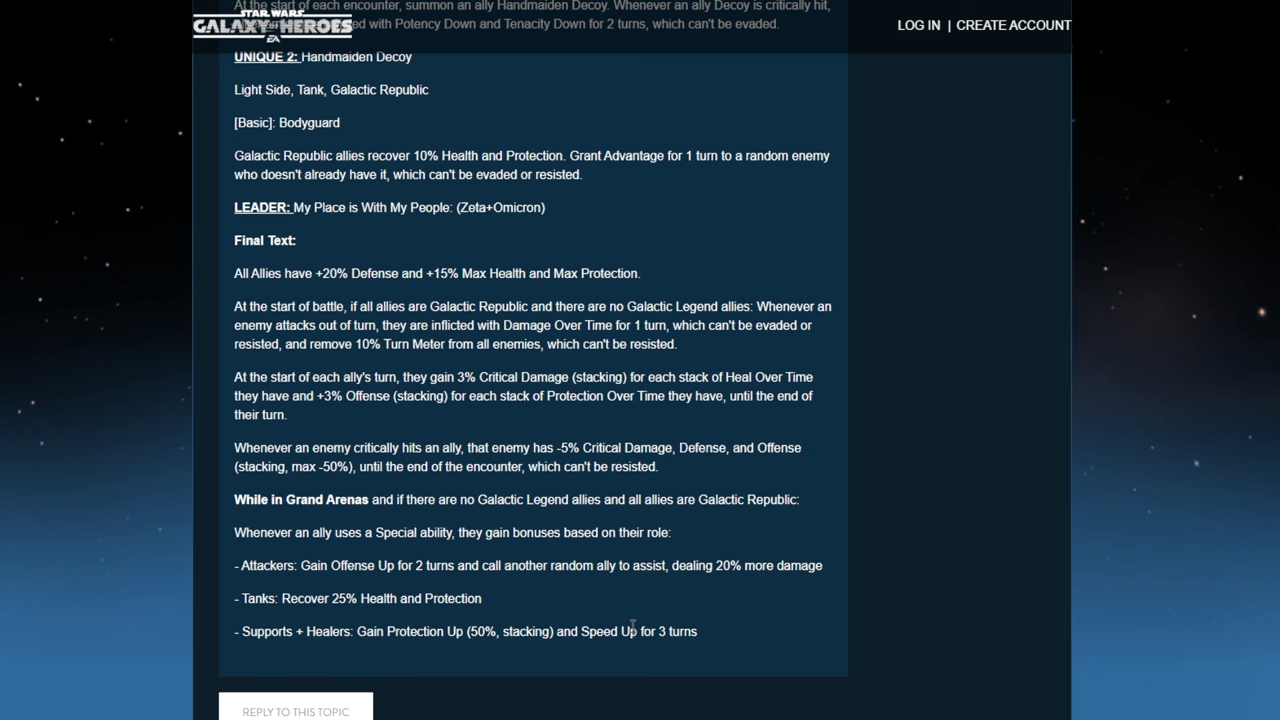 At the start of each encounter, summon an ally Handmaiden Decoy. Whenever an ally Decoy is critically hit,
STAR WARS
GALAXY OF HEROES
EA
LOG IN | CREATE ACCOUNT
with Potency Down and Tenacity Down for 2 turns, which can't be evaded.
UNIQUE 2: Handmaiden Decoy
Light Side, Tank, Galactic Republic
[Basic]: Bodyguard
Galactic Republic allies recover 10% Health and Protection. Grant Advantage for 1 turn to a random enemy
who doesn't already have it, which can't be evaded or resisted.
LEADER: My Place is With My People: (Zeta+Omicron)
Final Text:
All Allies have +20% Defense and +15% Max Health and Max Protection.
At the start of battle, if all allies are Galactic Republic and there are no Galactic Legend allies: Whenever an
enemy attacks out of turn, they are inflicted with Damage Over Time for 1 turn, which can't be evaded or
resisted, and remove 10% Turn Meter from all enemies, which can't be resisted.
At the start of each ally's turn, they gain 3% Critical Damage (stacking) for each stack of Heal Over Time
they have and +3% Offense (stacking) for each stack of Protection Over Time they have, until the end of
their turn.
Whenever an enemy critically hits an ally, that enemy has -5% Critical Damage, Defense, and Offense
(stacking, max -50%), until the end of the encounter, which can't be resisted.
While in Grand Arenas and if there are no Galactic Legend allies and all allies are Galactic Republic:
Whenever an ally uses a Special ability, they gain bonuses based on their role:
- Attackers: Gain Offense Up for 2 turns and call another random ally to assist, dealing 20% more damage
- Tanks: Recover 25% Health and Protection
- Supports + Healers: Gain Protection Up (50%, stacking) and Speed Up for 3 turns
REPLY TO THIS TOPIC